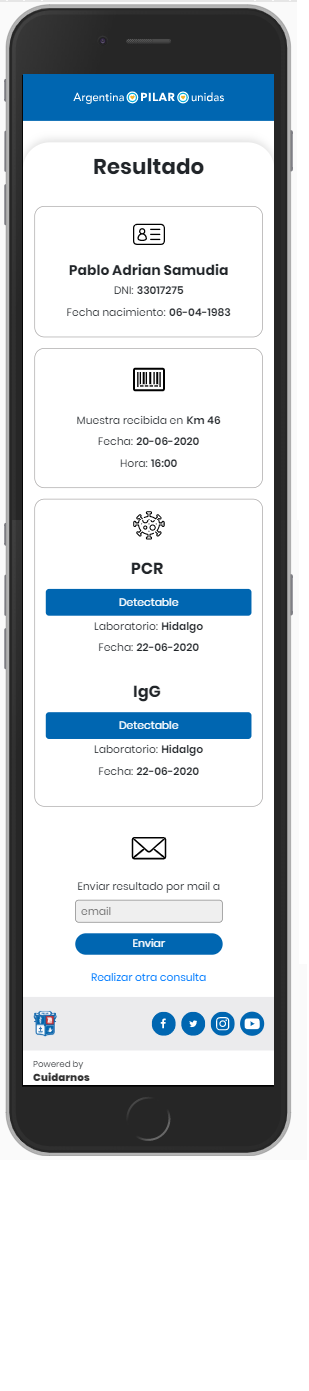 Argentina PILAR unidas
Resultado
Pablo Adrian Samudia
DNI: 33017275
Fecha nacimiento: 06-04-1983
Muestra recibida en Km 46
Fecha: 20-06-2020
Hora: 16:00
PCR
Detectable
Laboratorio: Hidalgo
Fecha: 22-06-2020
IgG
Detectable
Laboratorio: Hidalgo
Fecha: 22-06-2020
Enviar resultado por mail a
email
Enviar
Realizar otra consulta
Powered by
Cuidarnos